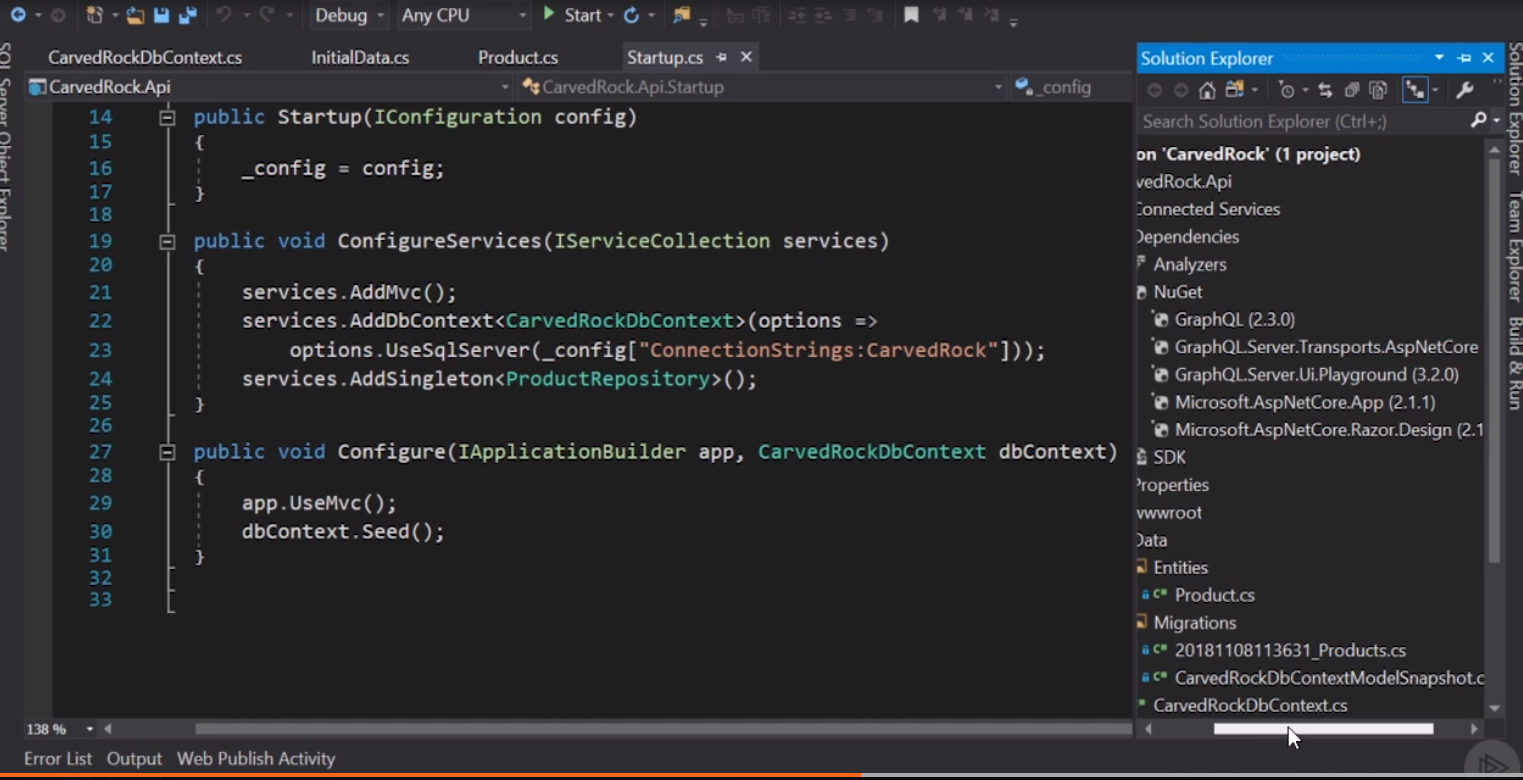 Debug Any CPU Start
CarvedRockDbContext.cs InitialData.cs Product.cs Startup.cs
CarvedRock.Api CarvedRock.Api.Startup _config
14 public Startup(IConfiguration config)
15 {
16 _config = config;
17 }
18
19 public void ConfigureServices(IServiceCollection services)
20 {
21 services.AddMvc();
22 services.AddDbContext<CarvedRockDbContext>(options =>
23 options.UseSqlServer(_config["ConnectionStrings:CarvedRock"]));
24 services.AddSingleton<ProductRepository>();
25 }
26
27 public void Configure(IApplicationBuilder app, CarvedRockDbContext dbContext)
28 {
29 app.UseMvc();
30 dbContext.Seed();
31 }
32
33
138 %
Error List Output Web Publish Activity
SQL Server Object Explorer
Solution Explorer
Search Solution Explorer (Ctrl+;)
on 'CarvedRock' (1 project)
vedRock.Api
Connected Services
Dependencies
Analyzers
NuGet
GraphQL (2.3.0)
GraphQL.Server.Transports.AspNetCore
GraphQL.Server.Ui.Playground (3.2.0)
Microsoft.AspNetCore.App (2.1.1)
Microsoft.AspNetCore.Razor.Design (2.1
SDK
Properties
wwwroot
Data
Entities
C# Product.cs
Migrations
C# 20181108113631_Products.cs
C# CarvedRockDbContextModelSnapshot.c
CarvedRockDbContext.cs
Solution Explorer
Team Explorer
Build & Run